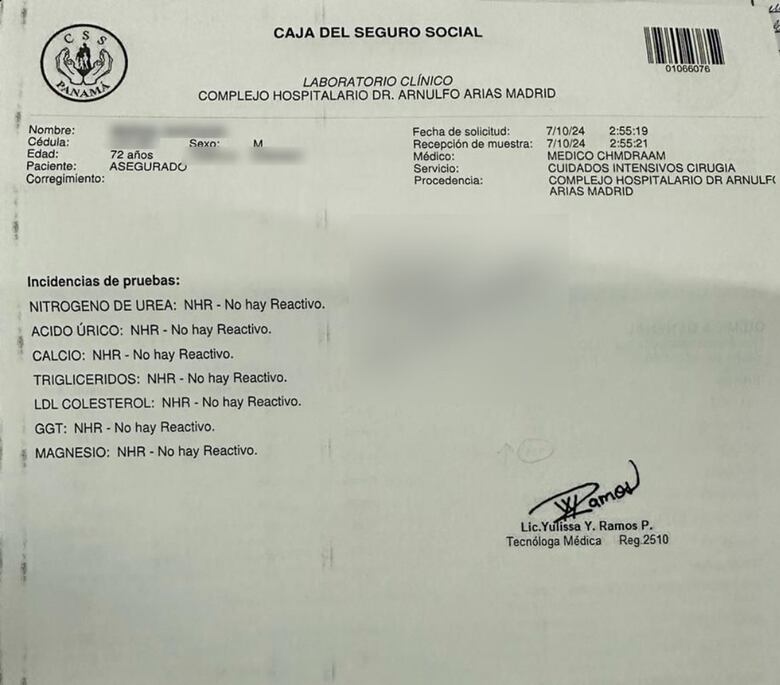 CSS
PANAMÁ
CAJA DEL SEGURO SOCIAL
01066076
LABORATORIO CLÍNICO
COMPLEJO HOSPITALARIO DR. ARNULFO ARIAS MADRID
Nombre:
Cédula: Sexo: M
Edad: 72 años
Paciente: ASEGURADO
Corregimiento:
Fecha de solicitud: 7/10/24 2:55:19
Recepción de muestra: 7/10/24 2:55:21
Médico: MEDICO CHMDRAAM
Servicio: CUIDADOS INTENSIVOS CIRUGIA
Procedencia: COMPLEJO HOSPITALARIO DR ARNULF
ARIAS MADRID
Incidencias de pruebas:
NITROGENO DE UREA: NHR - No hay Reactivo.
ACIDO ÚRICO: NHR - No hay Reactivo.
CALCIO: NHR - No hay Reactivo.
TRIGLICERIDOS: NHR - No hay Reactivo.
LDL COLESTEROL: NHR - No hay Reactivo.
GGT: NHR - No hay Reactivo.
MAGNESIO: NHR - No hay Reactivo.
Ramos
Lic.Yulissa Y. Ramos P.
Tecnóloga Médica Reg.2510